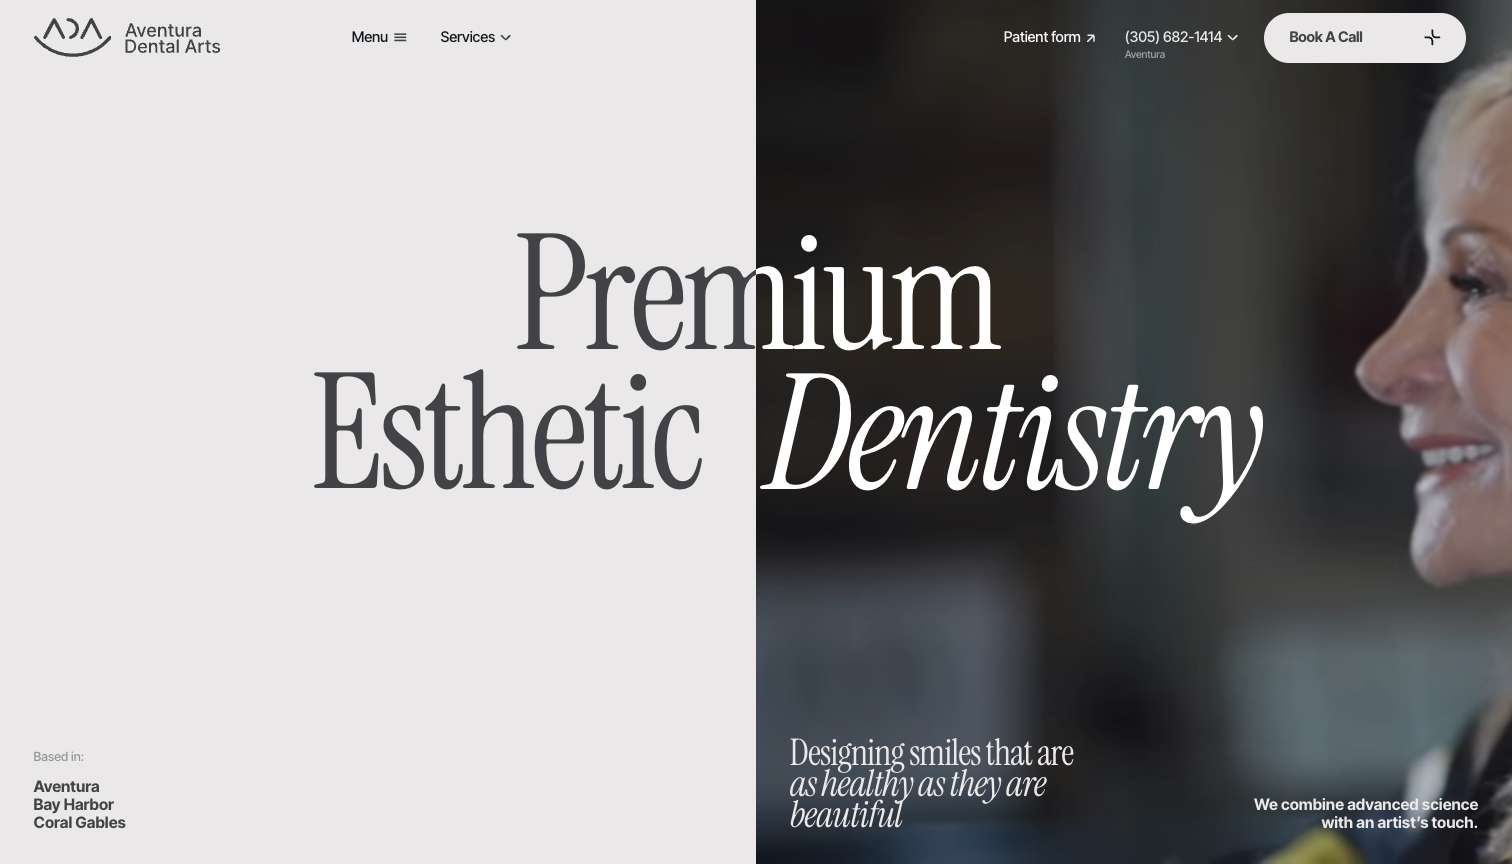 ADA
Aventura
Dental Arts
Menu
Services
Patient form
(305) 682-1414
Aventura
Book A Call
Premium
Esthetic Dentistry
Based in:
Aventura
Bay Harbor
Coral Gables
Designing smiles that are
as healthy as they are
beautiful
We combine advanced science
with an artist’s touch.